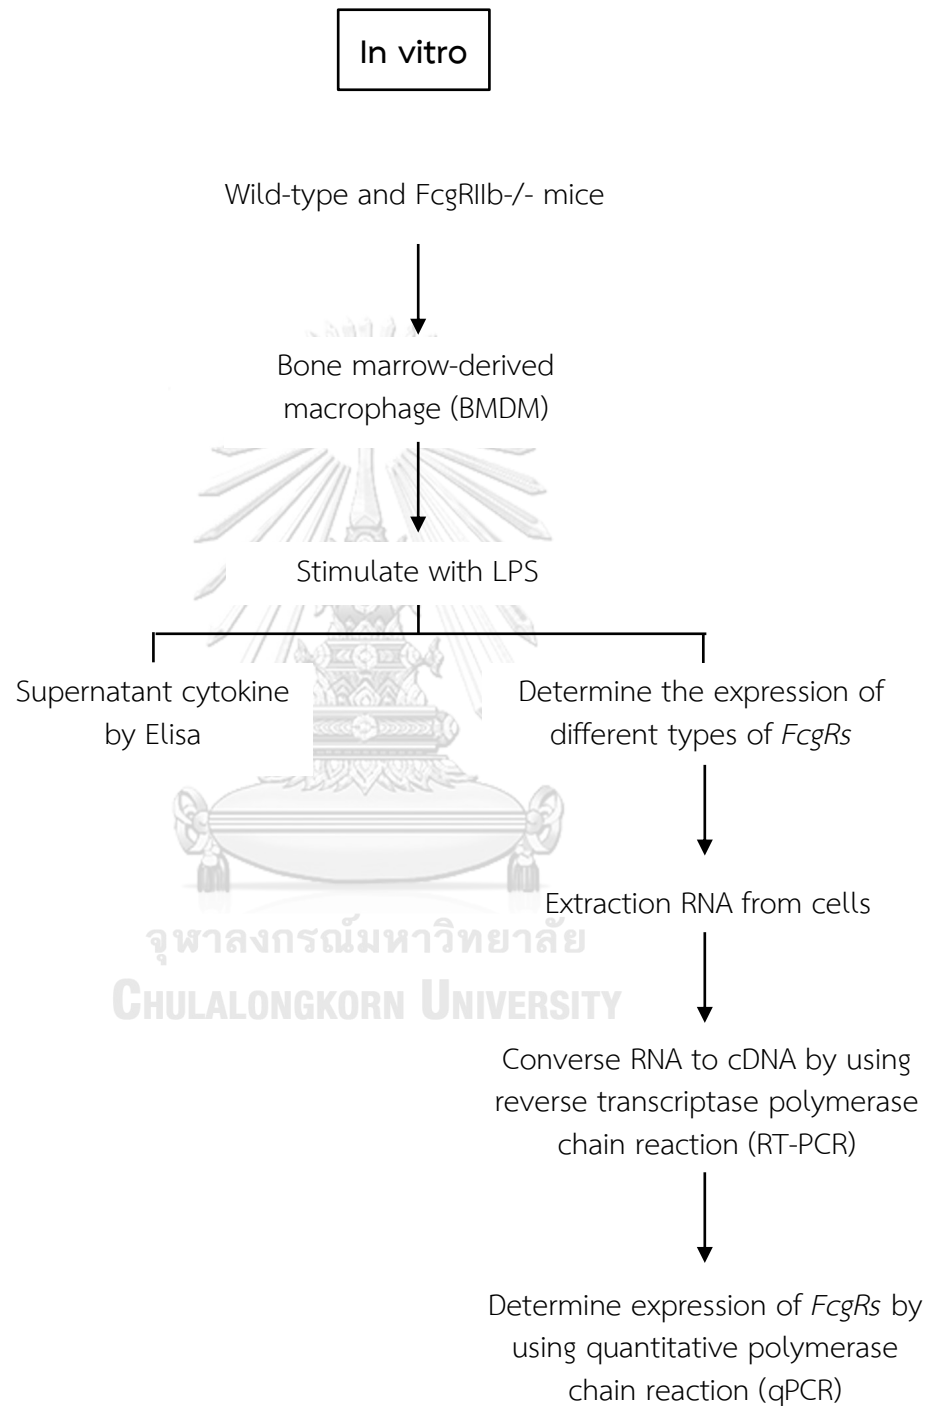 In vitro
Wild-type and FcgRIIb-/- mice
Bone marrow-derived
macrophage (BMDM)
Stimulate with LPS
Supernatant cytokine
by Elisa
Determine the expression of
different types of FcgRs
Extraction RNA from cells
จุฬาลงกรณ์มหาวิทยาลัย
CHULALONGKORN UNIVERSITY
Converse RNA to cDNA by using
reverse transcriptase polymerase
chain reaction (RT-PCR)
Determine expression of FcgRs by
using quantitative polymerase
chain reaction (qPCR)